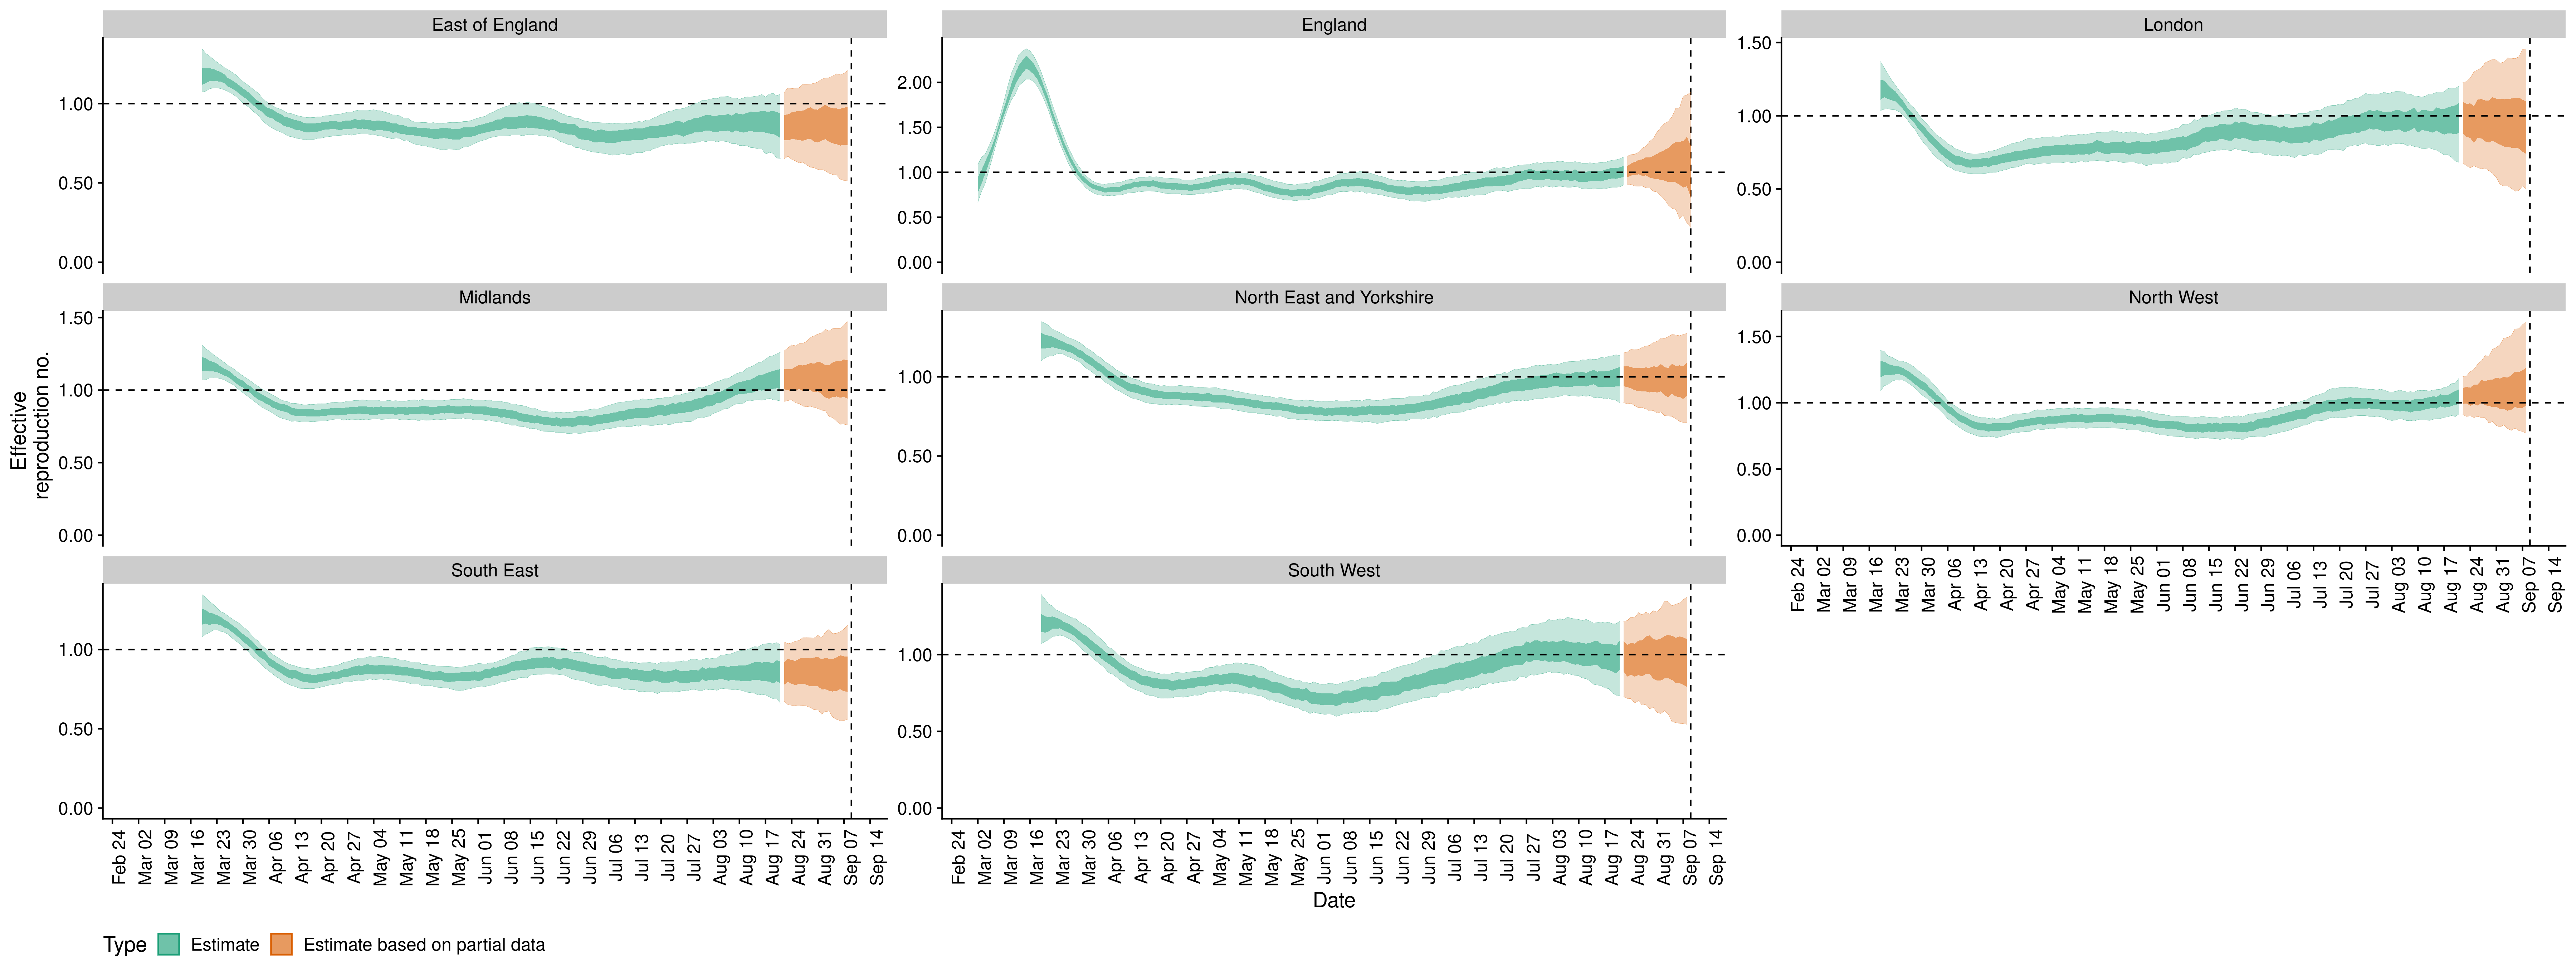 East of England
England
London
1.00
0.50
0.00
2.00
1.50
1.00
0.50
0.00
1.50
1.00
0.50
0.00
Midlands
North East and Yorkshire
North West
Effective
reproduction no.
1.50
1.00
0.50
0.00
1.00
0.50
0.00
1.50
1.00
0.50
0.00
Feb 24
Mar 02
Mar 09
Mar 16
Mar 23
Mar 30
Apr 06
Apr 13
Apr 20
Apr 27
May 04
May 11
May 18
May 25
Jun 01
Jun 08
Jun 15
Jun 22
Jun 29
Jul 06
Jul 13
Jul 20
Jul 27
Aug 03
Aug 10
Aug 17
Aug 24
Aug 31
Sep 07
Sep 14
South East
South West
1.00
0.50
0.00
Feb 24
Mar 02
Mar 09
Mar 16
Mar 23
Mar 30
Apr 06
Apr 13
Apr 20
Apr 27
May 04
May 11
May 18
May 25
Jun 01
Jun 08
Jun 15
Jun 22
Jun 29
Jul 06
Jul 13
Jul 20
Jul 27
Aug 03
Aug 10
Aug 17
Aug 24
Aug 31
Sep 07
Sep 14
1.00
0.50
0.00
Feb 24
Mar 02
Mar 09
Mar 16
Mar 23
Mar 30
Apr 06
Apr 13
Apr 20
Apr 27
May 04
May 11
May 18
May 25
Jun 01
Jun 08
Jun 15
Jun 22
Jun 29
Jul 06
Jul 13
Jul 20
Jul 27
Aug 03
Aug 10
Aug 17
Aug 24
Aug 31
Sep 07
Sep 14
Date
Type Estimate Estimate based on partial data